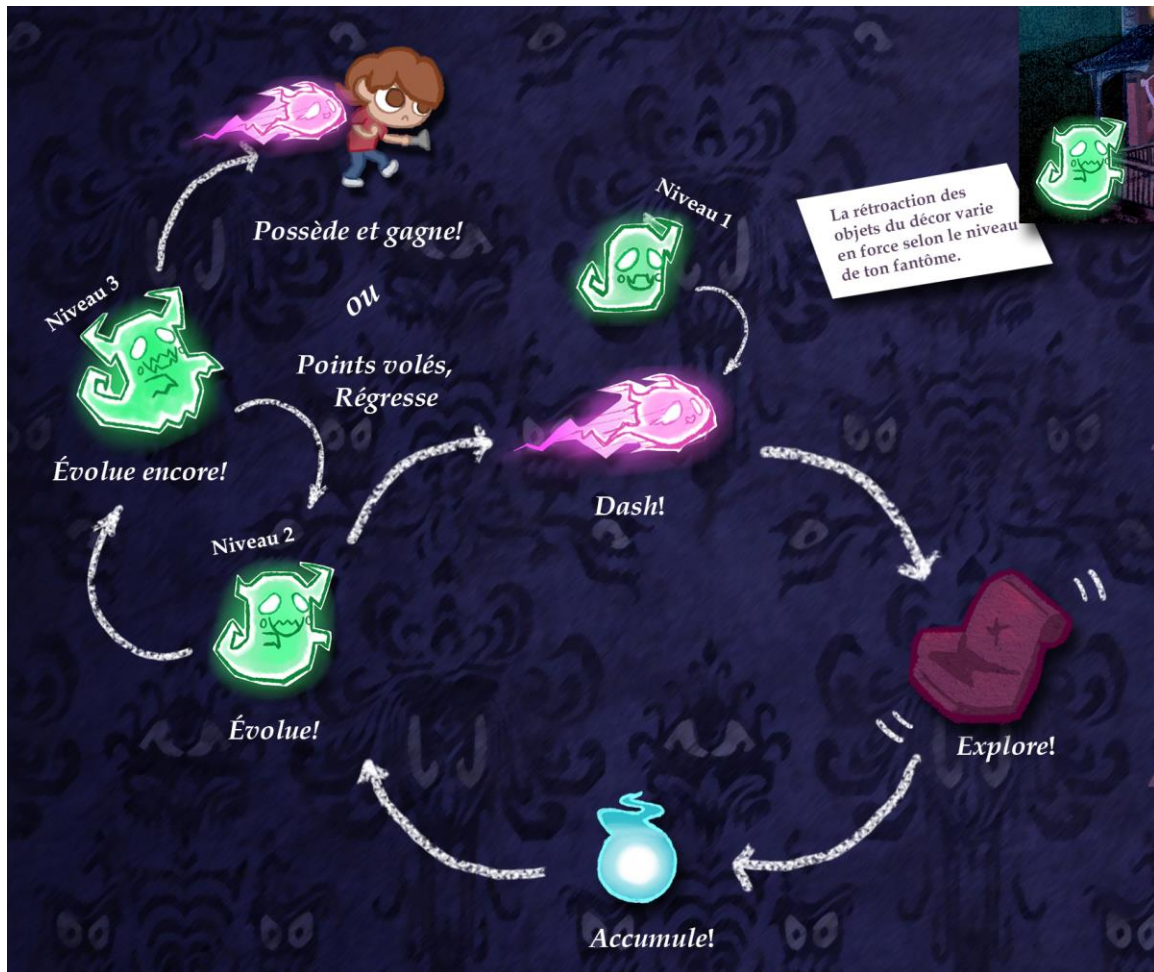 Possède et gagne!
ou
Points volés,
Régresse
Niveau 3
Évolue encore!
Niveau 2
Évolue!
Niveau 1
Dash!
La rétroaction des
objets du décor varie
en force selon le niveau
de ton fantôme.
Explore!
Accumule!